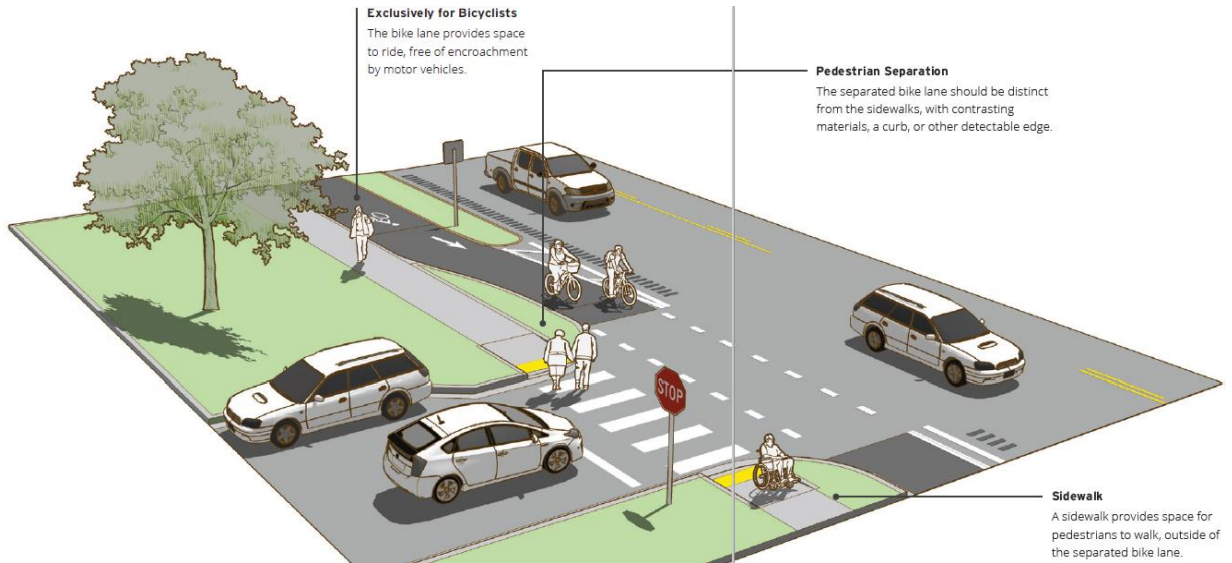 Exclusively for Bicyclists
The bike lane provides space
to ride, free of encroachment
by motor vehicles.
Pedestrian Separation
The separated bike lane should be distinct
from the sidewalks, with contrasting
materials, a curb, or other detectable edge.
STOP
Sidewalk
A sidewalk provides space for
pedestrians to walk, outside of
the separated bike lane.